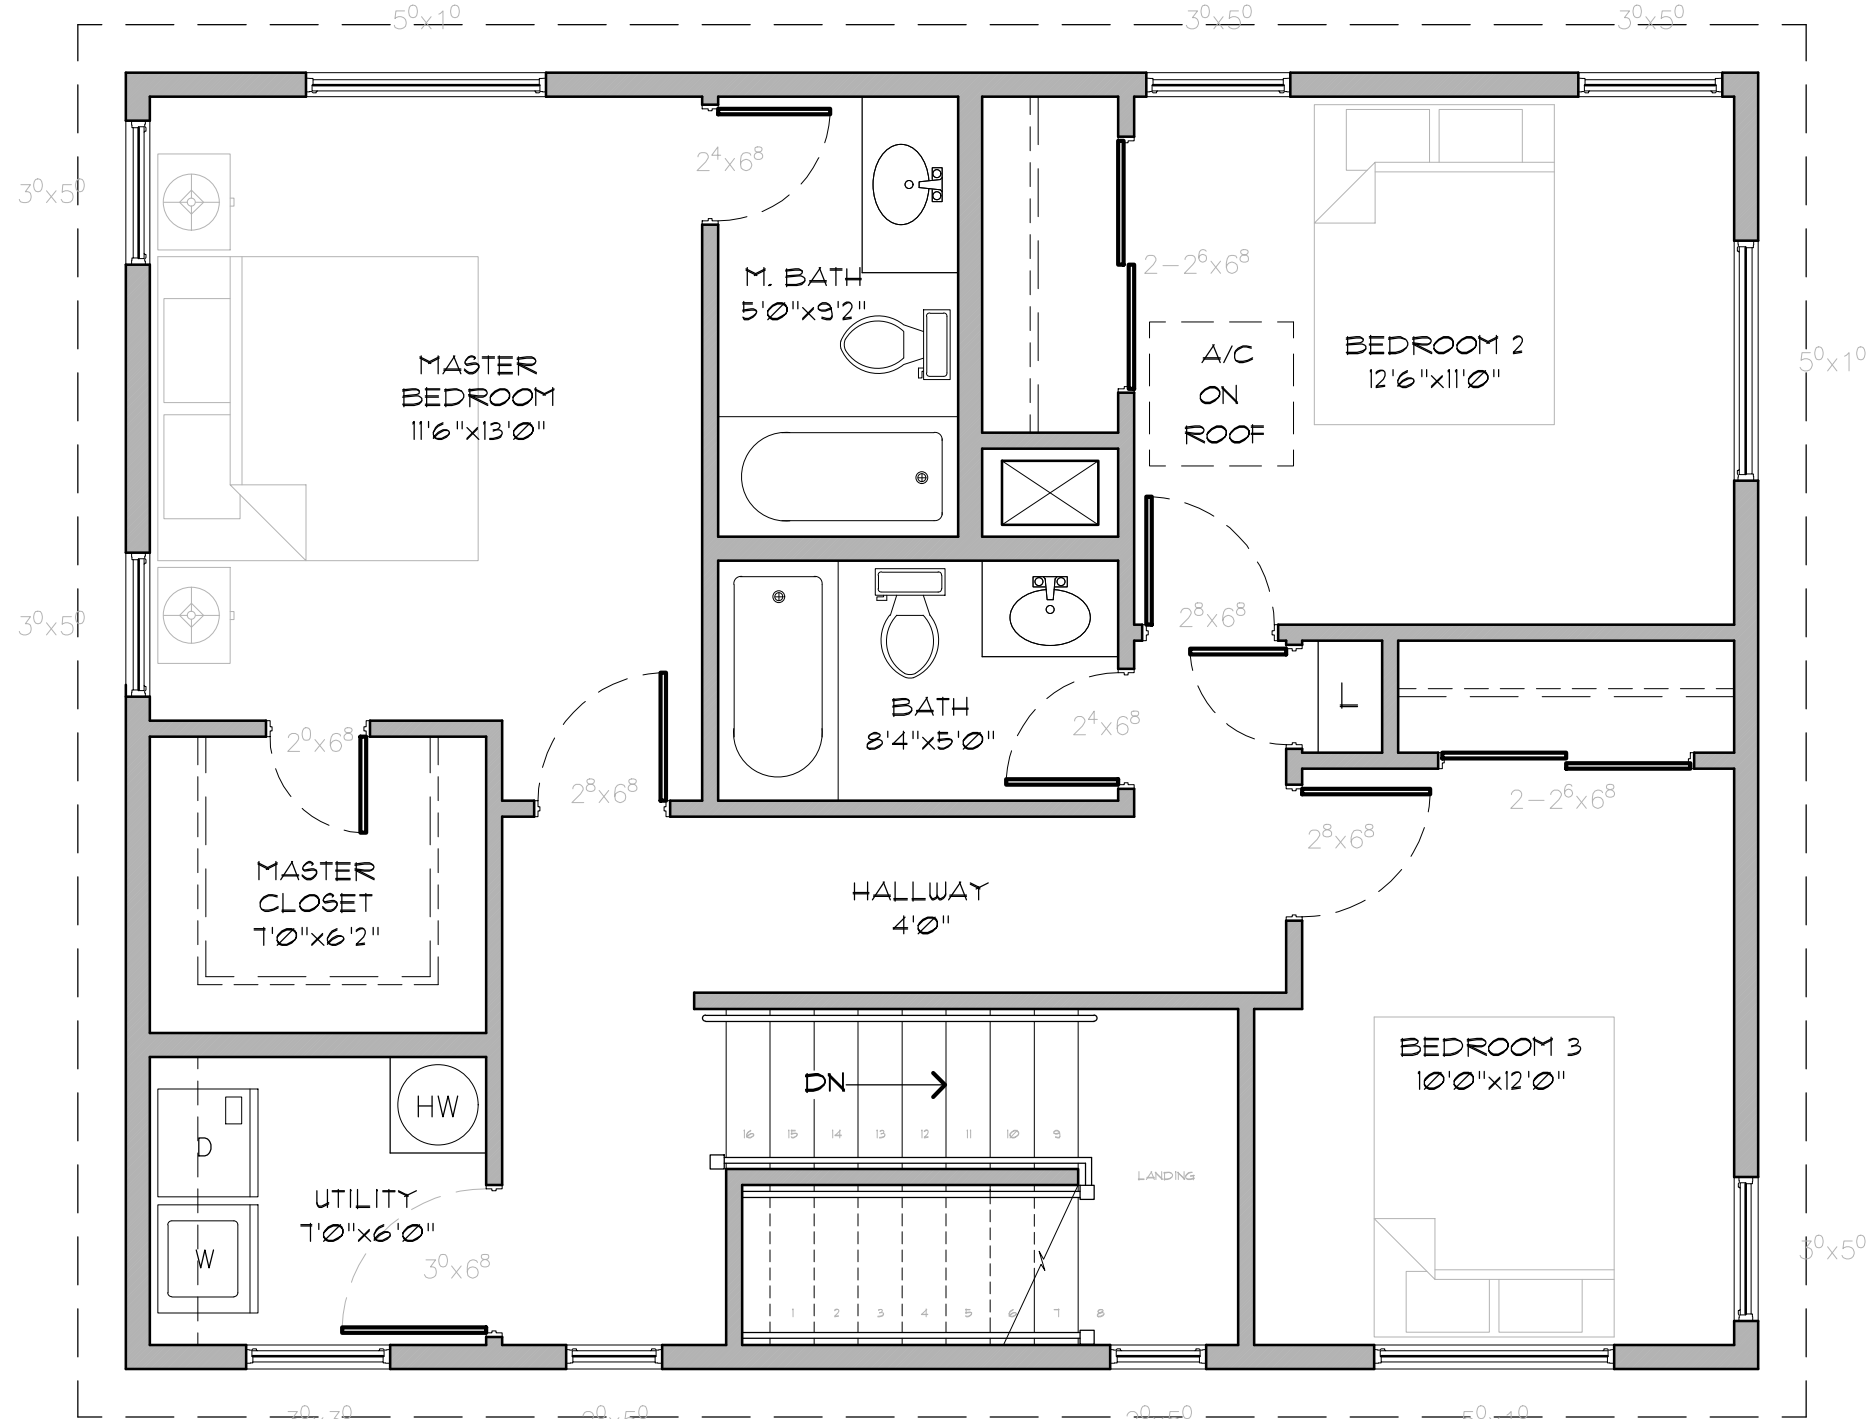 5⁰x1⁰
3⁰x5⁰
3⁰x5⁰
2⁴x6⁸
3⁰x5⁰
2-2⁶x6⁸
M. BATH
5'0"x9'2"
MASTER
BEDROOM
11'6"x13'0"
A/C
ON
ROOF
BEDROOM 2
12'6"x11'0"
5⁰x1⁰
3⁰x5⁰
2⁸x6⁸
BATH
8'4"x5'0"
2⁴x6⁸
L
2⁰x6⁸
2⁸x6⁸
2-2⁶x6⁸
2⁸x6⁸
MASTER
CLOSET
7'0"x6'2"
HALLWAY
4'0"
BEDROOM 3
10'0"x12'0"
DN
HW
D
16 15 14 13 12 11 10 9
LANDING
UTILITY
7'0"x6'0"
W
3⁰x6⁸
3⁰x5⁰
1 2 3 4 5 6 7 8